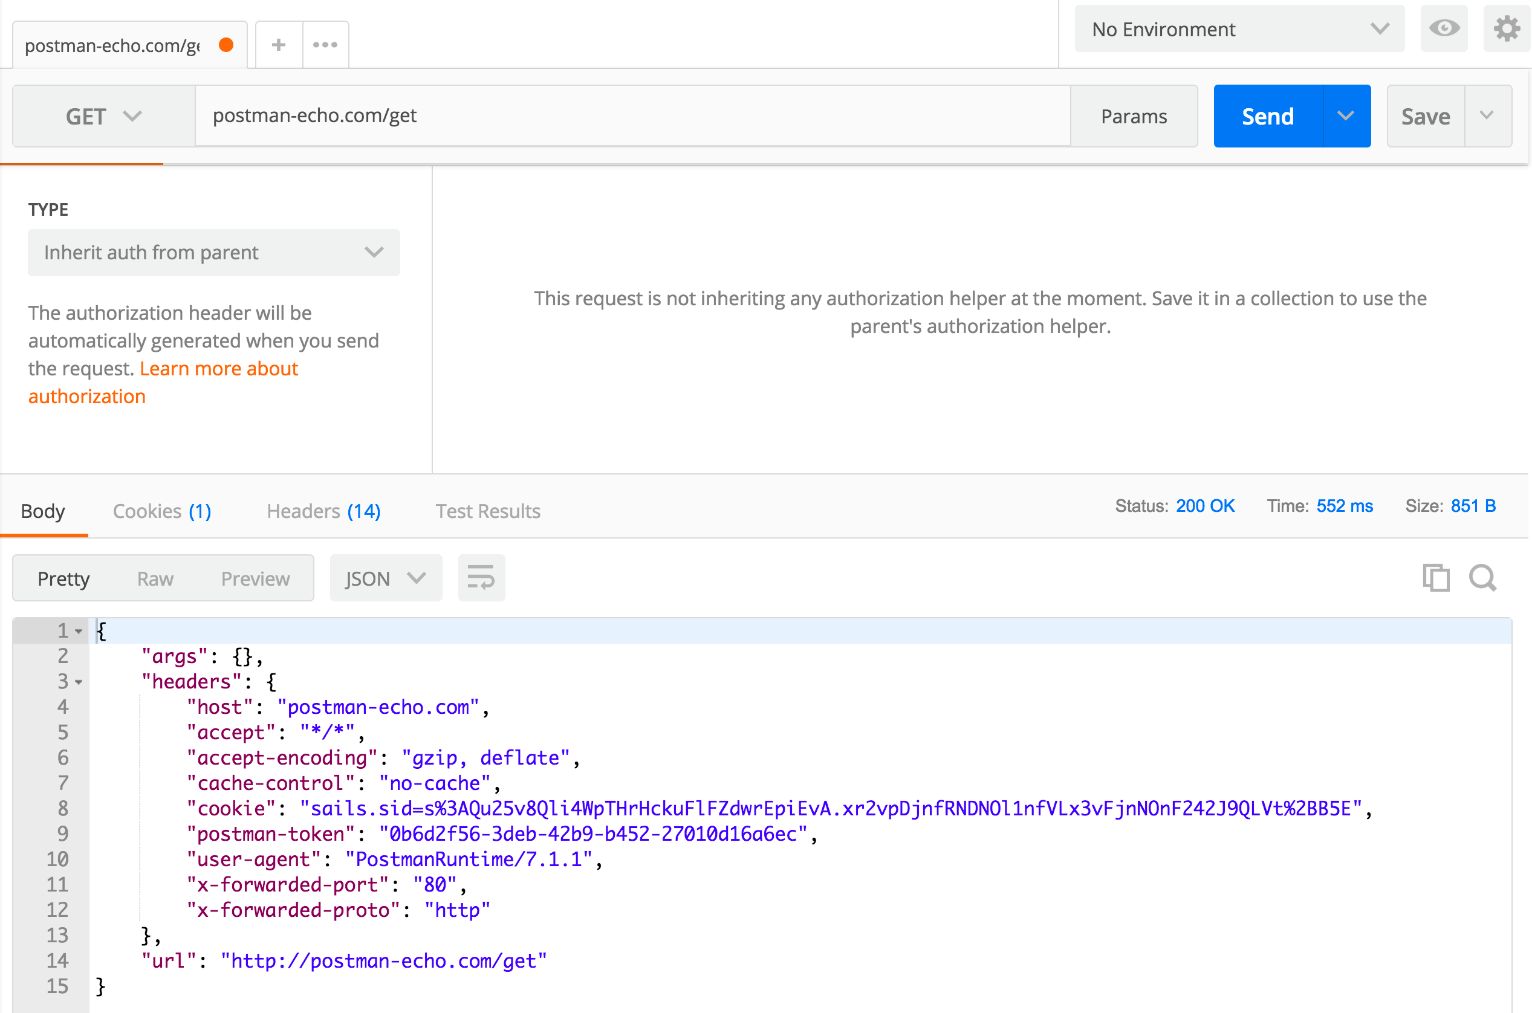 postman-echo.com/ge
+
No Environment
GET
postman-echo.com/get
Params
Send
Save
TYPE
Inherit auth from parent
The authorization header will be
automatically generated when you send
the request. Learn more about
authorization
This request is not inheriting any authorization helper at the moment. Save it in a collection to use the
parent's authorization helper.
Body Cookies (1) Headers (14) Test Results Status: 200 OK Time: 552 ms Size: 851 B
Pretty Raw Preview JSON
1 {
2 "args": {},
3 "headers": {
4 "host": "postman-echo.com",
5 "accept": "*/*",
6 "accept-encoding": "gzip, deflate",
7 "cache-control": "no-cache",
8 "cookie": "sails.sid=s%3AQu25v8Qli4WpTHrHckuFlFZdwrEpiEvA.xr2vpDjnfRNDNOl1nfVLx3vFjnNOnF242J9QLVt%2BB5E",
9 "postman-token": "0b6d2f56-3deb-42b9-b452-27010d16a6ec",
10 "user-agent": "PostmanRuntime/7.1.1",
11 "x-forwarded-port": "80",
12 "x-forwarded-proto": "http"
13 },
14 "url": "http://postman-echo.com/get"
15 }